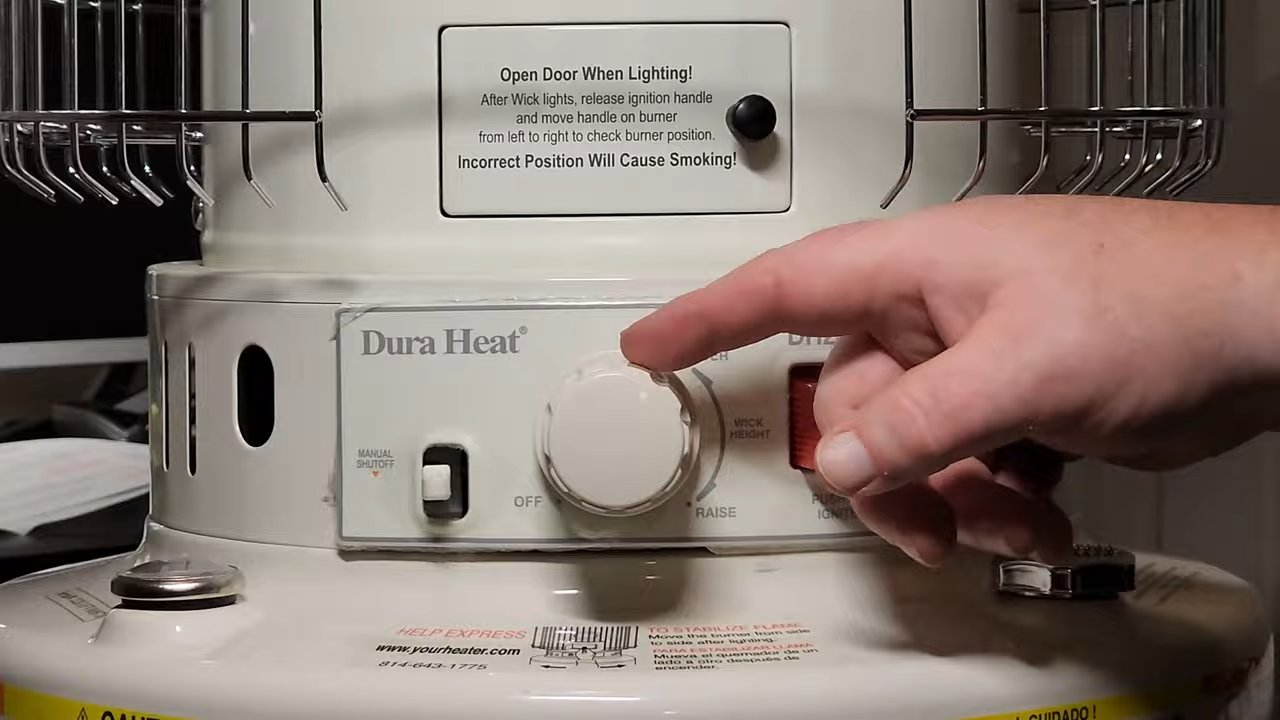 Open Door When Lighting!
After Wick lights, release ignition handle
and move handle on burner
from left to right to check burner position.
Incorrect Position Will Cause Smoking!
Dura Heat®
MANUAL
SHUTOFF
WICK
HEIGHT
OFF
RAISE
HELP EXPRESS
www.yourheater.com
814-643-1775
TO STABILIZE FLAME
Move the burner from side
to side after lighting.
PARA ESTABILIZAR LLAMA
Mueva el quemador de un
lado a otro después de
encender.
¡CUIDADO!